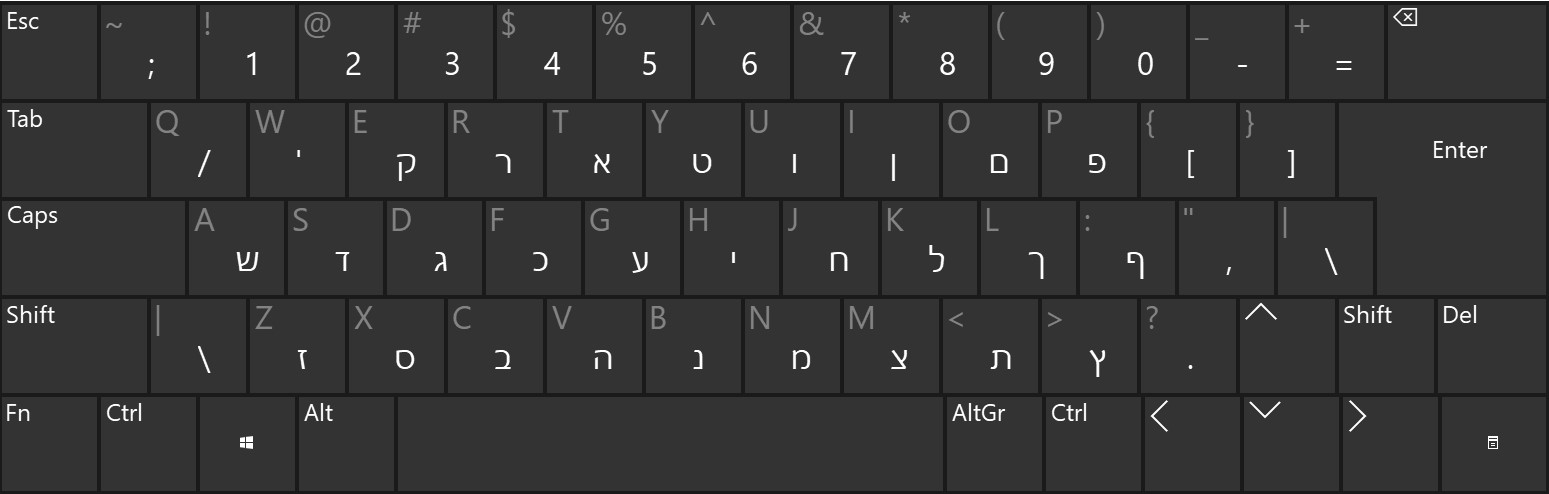 Esc ~ ; ! 1 @ 2 # 3 $ 4 % 5 ^ 6 & 7 * 8 ( 9 ) 0 _ - + =
Tab Q / W ' E ק R ר T א Y ט U ו I ן O ם P פ { [ } ] Enter
Caps A ש S ד D ג F כ G ע H י J ח K ל L ך : ף " , | \
Shift | \ Z ז X ס C ב V ה B נ N מ M צ < ת > ץ ? . Shift Del
Fn Ctrl Alt AltGr Ctrl